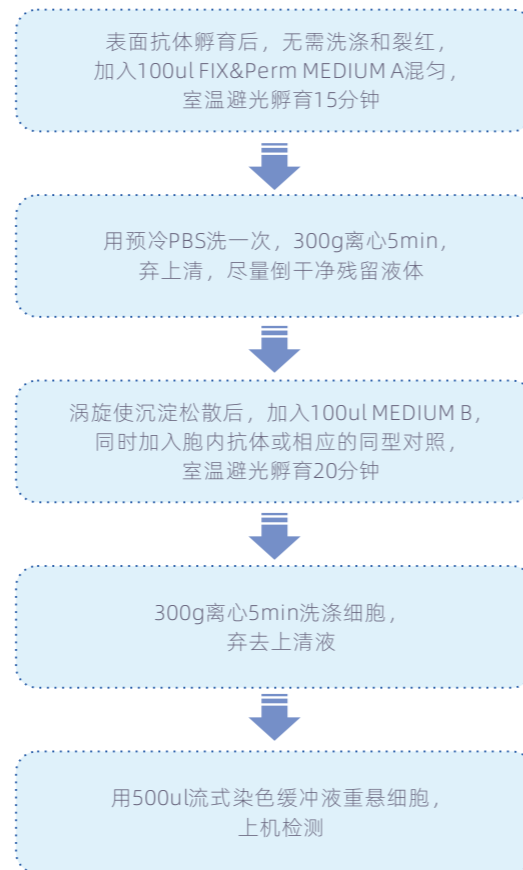 表面抗体孵育后，无需洗涤和裂红，
加入100ul FIX&Perm MEDIUM A混匀，
室温避光孵育15分钟
用预冷PBS洗一次，300g离心5min，
弃上清，尽量倒干净残留液体
涡旋使沉淀松散后，加入100ul MEDIUM B，
同时加入胞内抗体或相应的同型对照，
室温避光孵育20分钟
300g离心5min洗涤细胞，
弃去上清液
用500ul流式染色缓冲液重悬细胞，
上机检测